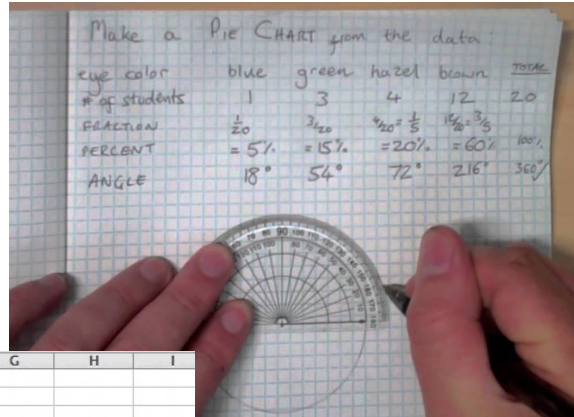 Make a PIE CHART from the data:
eye color blue green hazel brown TOTAL
# of students 1 3 4 12 20
FRACTION 1/20 3/20 4/20 = 1/5 12/20 = 3/5
PERCENT = 5% = 15% = 20% = 60% 100%
ANGLE 18° 54° 72° 216° 360°
G H I